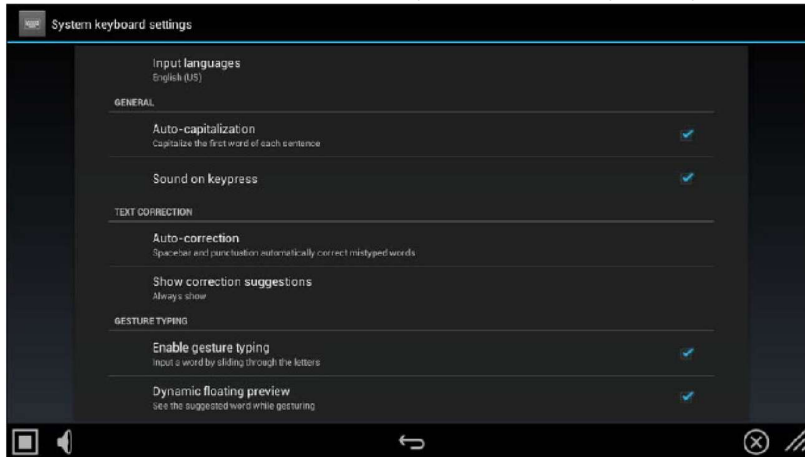 System keyboard settings
Input languages
English (US)
GENERAL
Auto-capitalization
Capitalize the first word of each sentence
Sound on keypress
TEXT CORRECTION
Auto-correction
Spacebar and punctuation automatically correct mistyped words
Show correction suggestions
Always show
GESTURE TYPING
Enable gesture typing
Input a word by sliding through the letters
Dynamic floating preview
See the suggested word while gesturing